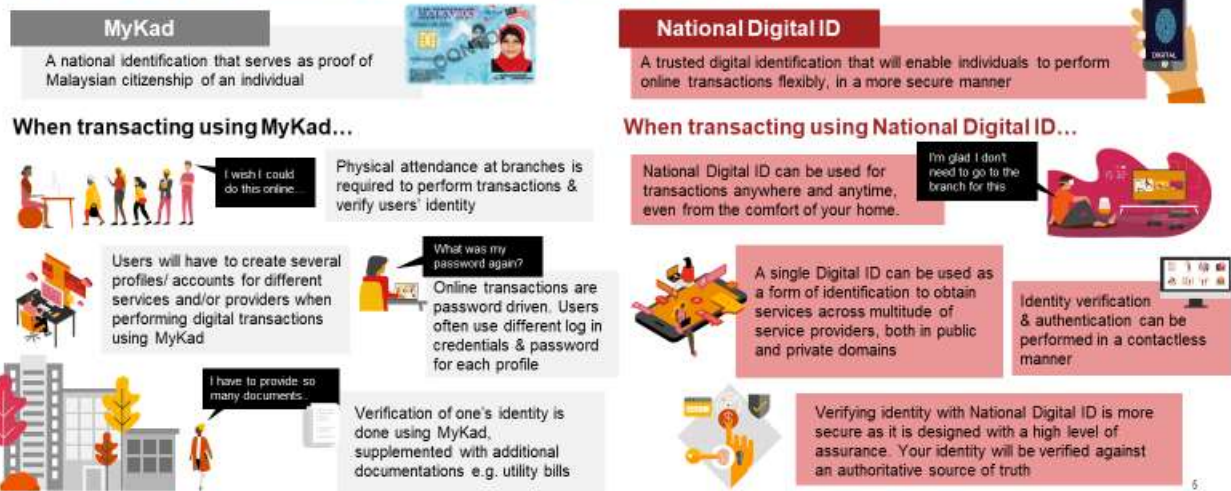 MyKad
A national identification that serves as proof of
Malaysian citizenship of an individual
When transacting using MyKad…
I wish I could
do this online…
Physical attendance at branches is
required to perform transactions &
verify users' identity
Users will have to create several
profiles/ accounts for different
services and/or providers when
performing digital transactions
using MyKad
What was my
password again?
Online transactions are
password driven. Users
often use different log in
credentials & password
for each profile
I have to provide so
many documents..
Verification of one's identity is
done using MyKad,
supplemented with additional
documentations e.g. utility bills
National Digital ID
A trusted digital identification that will enable individuals to perform
online transactions flexibly, in a more secure manner
DIGITAL
When transacting using National Digital ID…
National Digital ID can be used for
transactions anywhere and anytime,
even from the comfort of your home.
I'm glad I don't
need to go to the
branch for this
A single Digital ID can be used as
a form of identification to obtain
services across multitude of
service providers, both in public
and private domains
Identity verification
& authentication can be
performed in a contactless
manner
Verifying identity with National Digital ID is more
secure as it is designed with a high level of
assurance. Your identity will be verified against
an authoritative source of truth